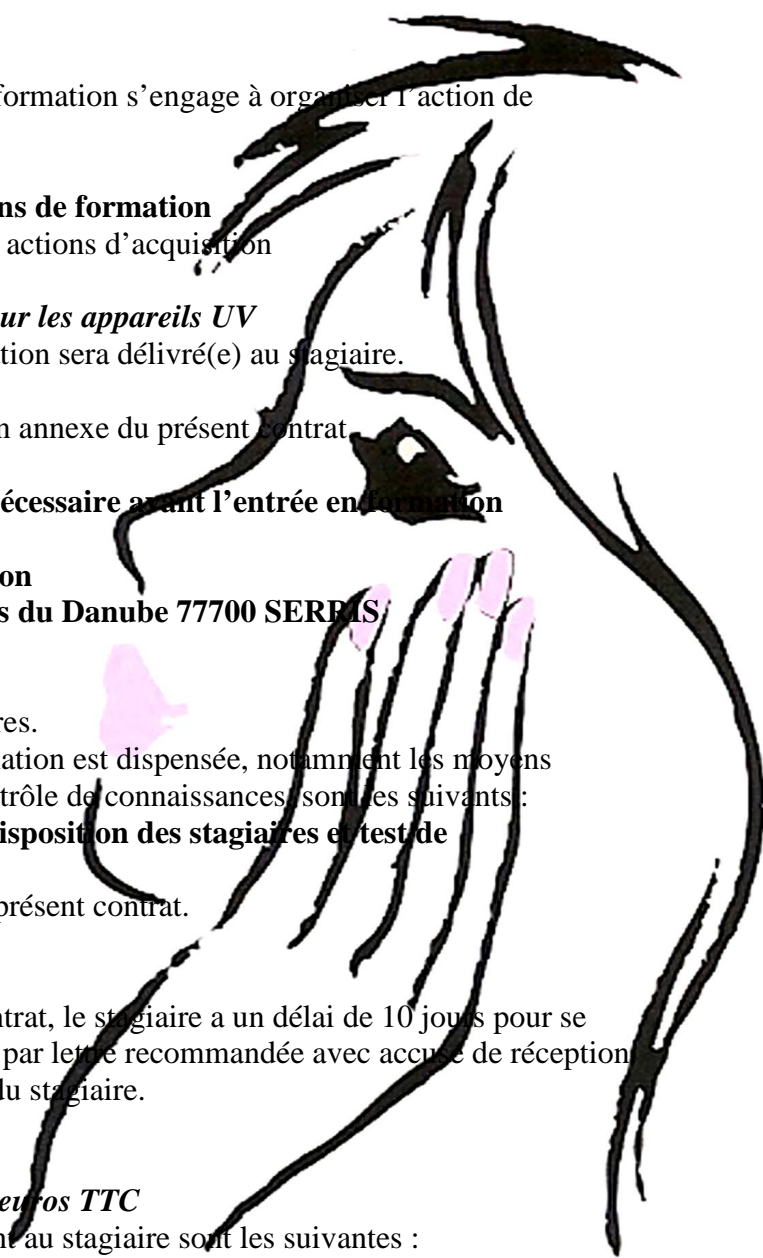 formation s’engage à organiser l’action de
ns de formation
actions d’acquisition
ur les appareils UV
tion sera délivré(e) au stagiaire.
n annexe du présent contrat.
écessaire avant l’entrée en formation
on
s du Danube 77700 SERRIS
res.
ation est dispensée, notamment les moyens
trôle de connaissances, sont les suivants :
isposition des stagiaires et test de
présent contrat.
ntrat, le stagiaire a un délai de 10 jours pour se
par lettre recommandée avec accusé de réception
du stagiaire.
euros TTC
nt au stagiaire sont les suivantes :